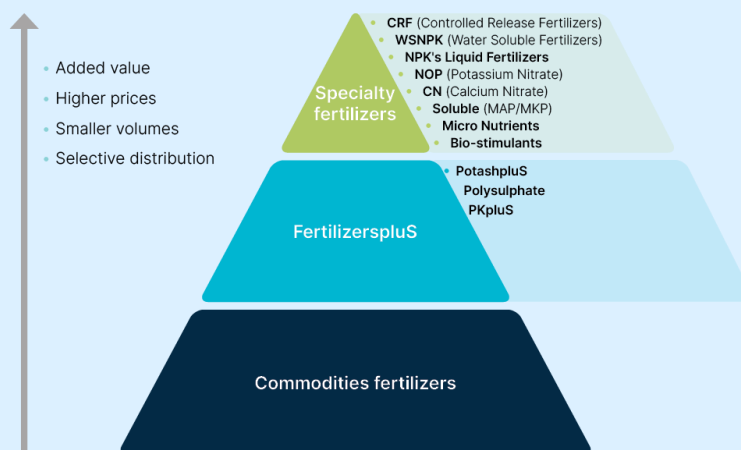 Added value
Higher prices
Smaller volumes
Selective distribution
Specialty
fertilizers
CRF (Controlled Release Fertilizers)
WSNPK (Water Soluble Fertilizers)
NPK's Liquid Fertilizers
NOP (Potassium Nitrate)
CN (Calcium Nitrate)
Soluble (MAP/MKP)
Micro Nutrients
Bio-stimulants
FertilizerspluS
PotashpluS
Polysulphate
PKpluS
Commodities fertilizers